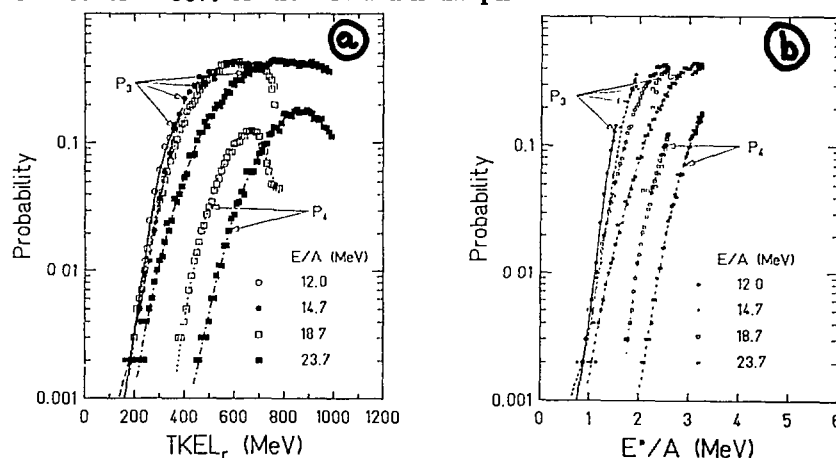 a
P₃
P₄
Probability
0.1
0 01
0.001
E/A (MeV)
12.0
14.7
18.7
23.7
0 200 400 600 800 1000 1200
TKELᵣ (MeV)
b
P₃
P₄
Probability
0.1
0.01
0.001
E/A (MeV)
12.0
14.7
18.7
23.7
0 1 2 3 4 5 6
E*/A (MeV)